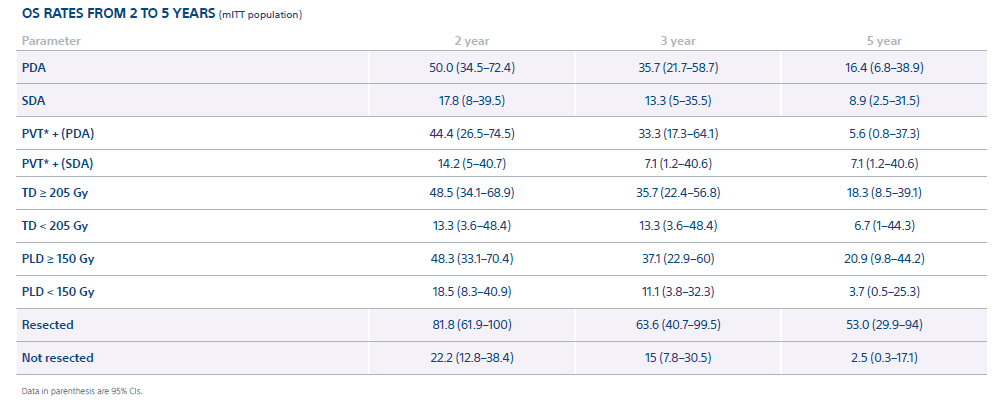 OS RATES FROM 2 TO 5 YEARS (mITT population)
Parameter 2 year 3 year 5 year
PDA 50.0 (34.5–72.4) 35.7 (21.7–58.7) 16.4 (6.8–38.9)
SDA 17.8 (8–39.5) 13.3 (5–35.5) 8.9 (2.5–31.5)
PVT* + (PDA) 44.4 (26.5–74.5) 33.3 (17.3–64.1) 5.6 (0.8–37.3)
PVT* + (SDA) 14.2 (5–40.7) 7.1 (1.2–40.6) 7.1 (1.2–40.6)
TD ≥ 205 Gy 48.5 (34.1–68.9) 35.7 (22.4–56.8) 18.3 (8.5–39.1)
TD < 205 Gy 13.3 (3.6–48.4) 13.3 (3.6–48.4) 6.7 (1–44.3)
PLD ≥ 150 Gy 48.3 (33.1–70.4) 37.1 (22.9–60) 20.9 (9.8–44.2)
PLD < 150 Gy 18.5 (8.3–40.9) 11.1 (3.8–32.3) 3.7 (0.5–25.3)
Resected 81.8 (61.9–100) 63.6 (40.7–99.5) 53.0 (29.9–94)
Not resected 22.2 (12.8–38.4) 15 (7.8–30.5) 2.5 (0.3–17.1)
Data in parenthesis are 95% CIs.